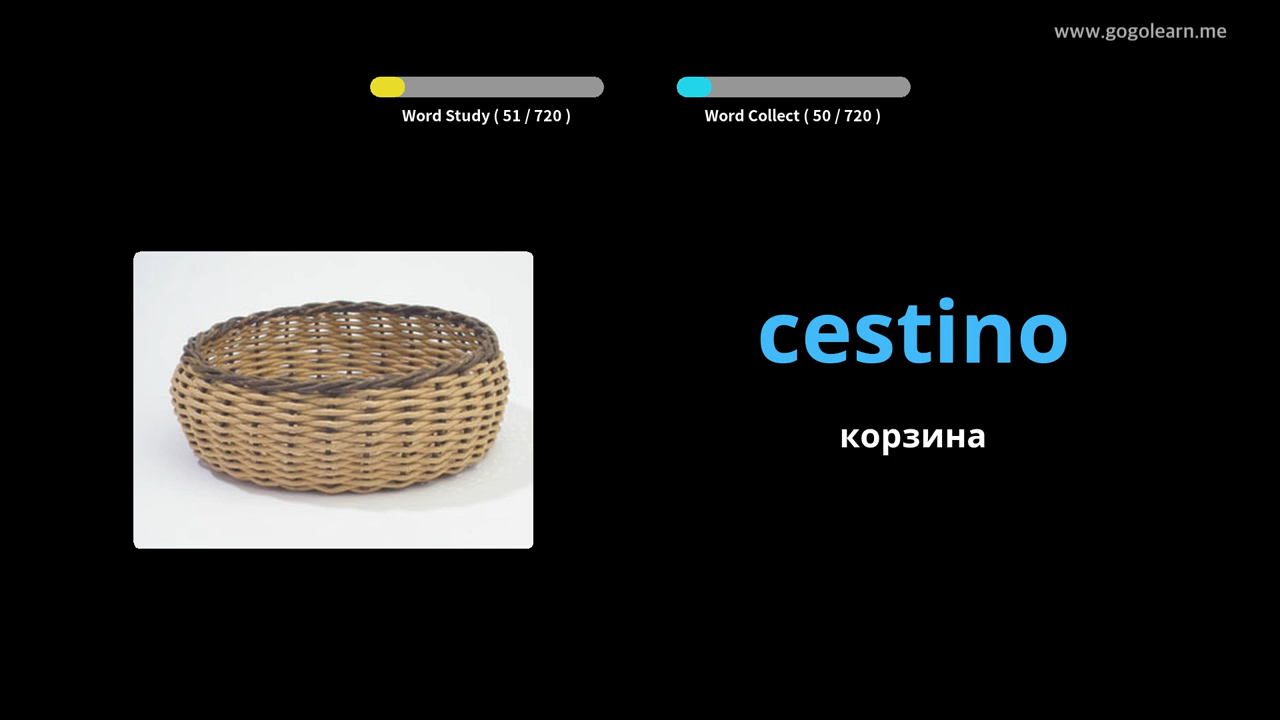 www.gogolearn.me
Word Study ( 51 / 720 )
Word Collect ( 50 / 720 )
cestino
корзина